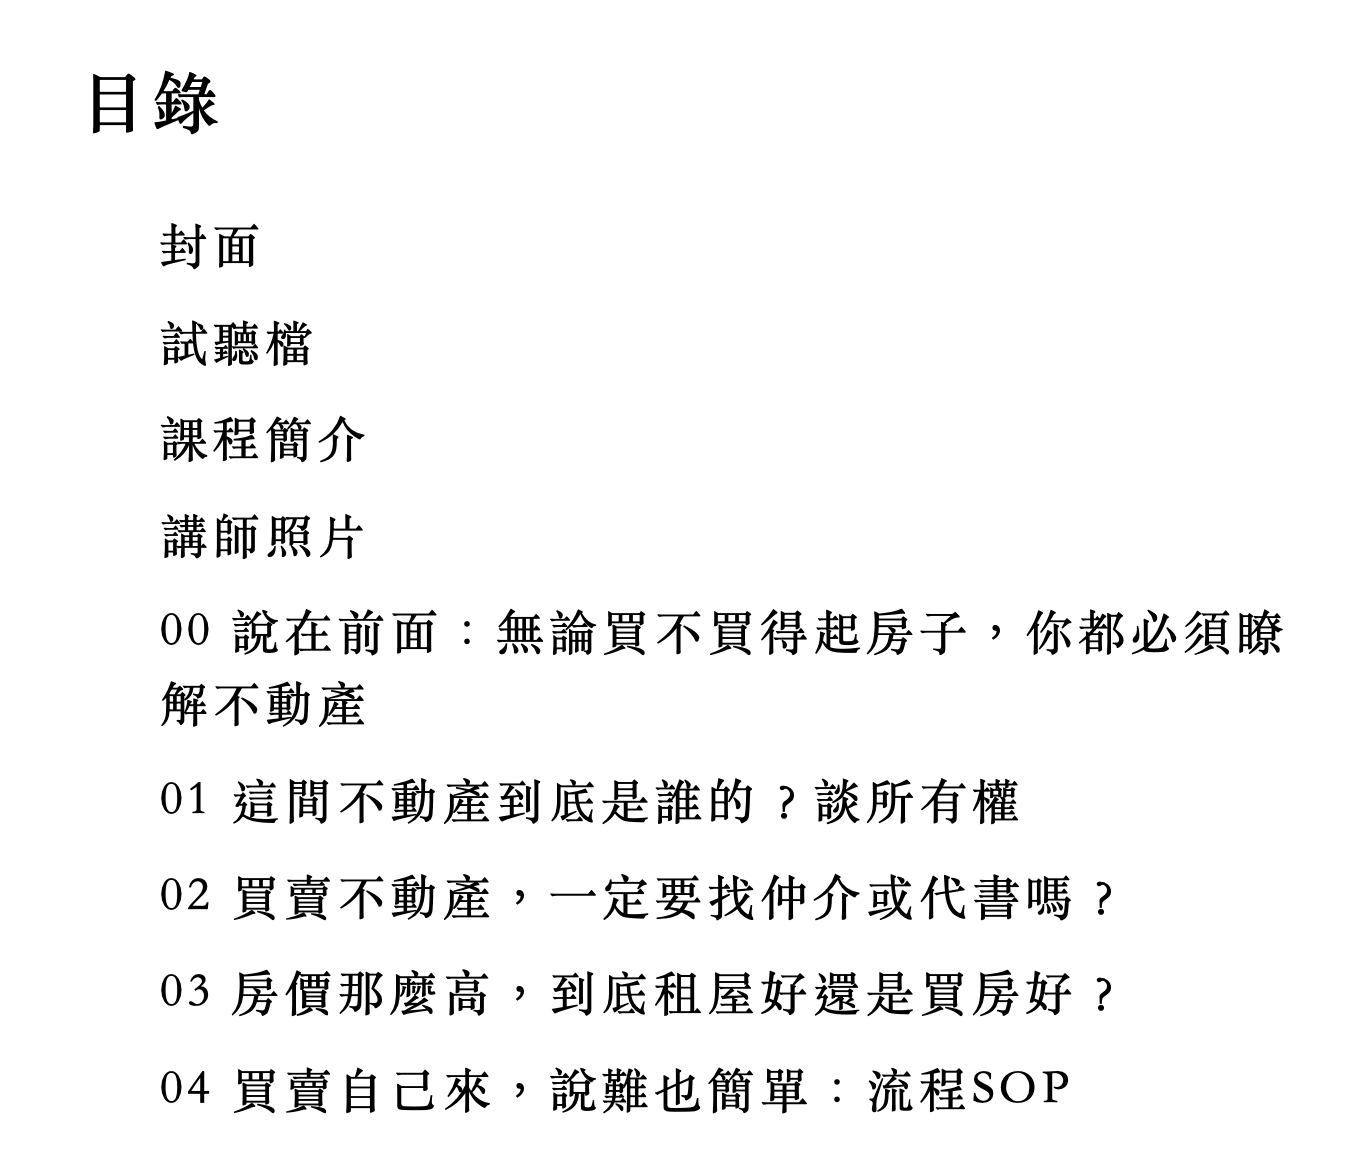 目錄
封面
試聽檔
課程簡介
講師照片
00 說在前面：無論買不買得起房子，你都必須瞭
解不動產
01 這間不動產到底是誰的？談所有權
02 買賣不動產，一定要找仲介或代書嗎？
03 房價那麼高，到底租屋好還是買房好？
04 買賣自己來，說難也簡單：流程SOP